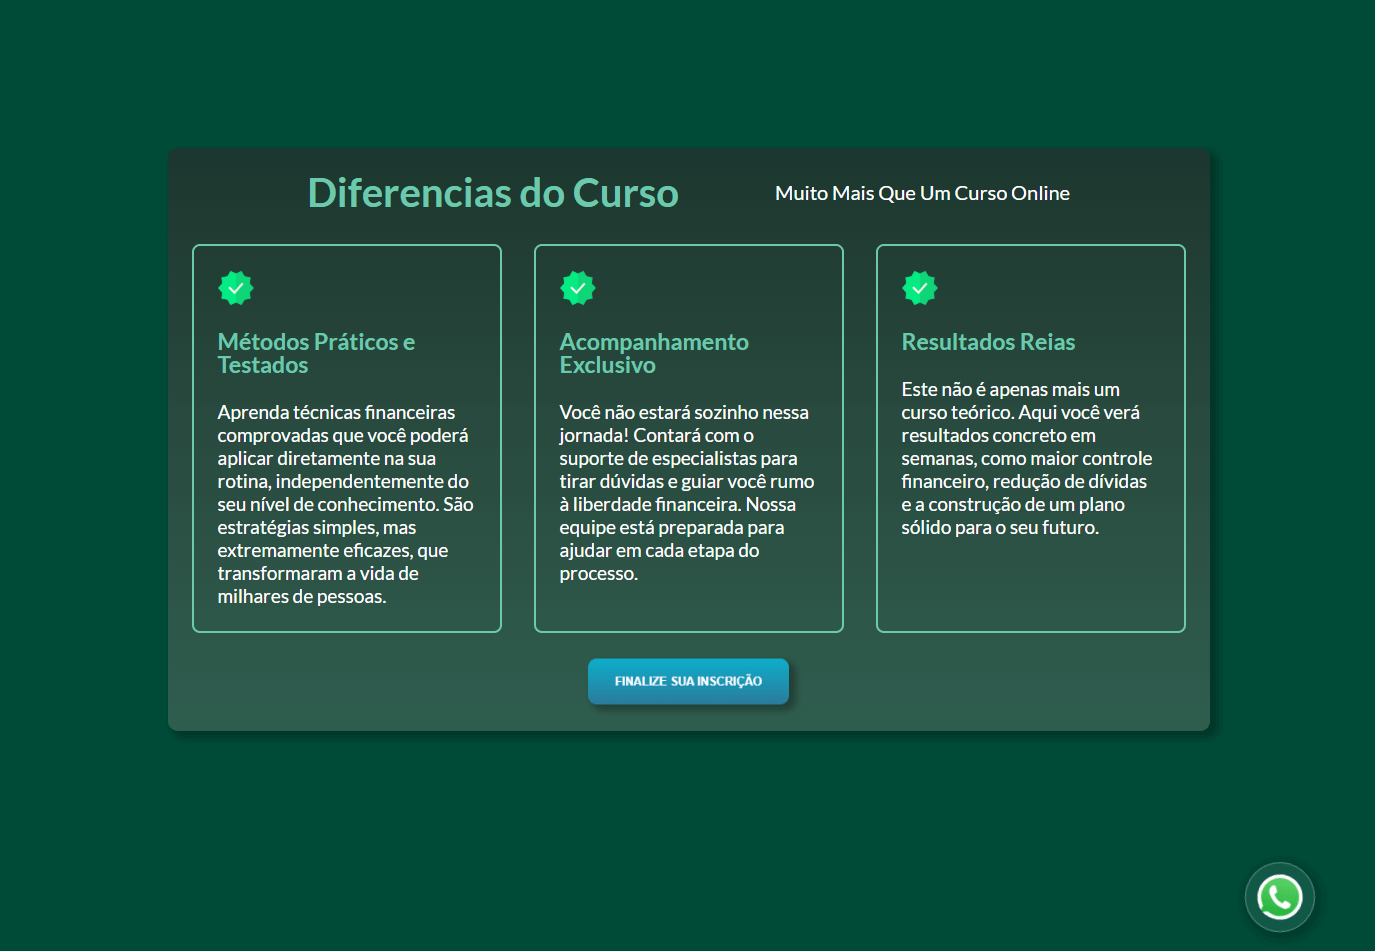 Diferencias do Curso
Muito Mais Que Um Curso Online
Métodos Práticos e
Testados
Aprenda técnicas financeiras
comprovadas que você poderá
aplicar diretamente na sua
rotina, independentemente do
seu nível de conhecimento. São
estratégias simples, mas
extremamente eficazes, que
transformaram a vida de
milhares de pessoas.
Acompanhamento
Exclusivo
Você não estará sozinho nessa
jornada! Contará com o
suporte de especialistas para
tirar dúvidas e guiar você rumo
à liberdade financeira. Nossa
equipe está preparada para
ajudar em cada etapa do
processo.
Resultados Reias
Este não é apenas mais um
curso teórico. Aqui você verá
resultados concreto em
semanas, como maior controle
financeiro, redução de dívidas
e a construção de um plano
sólido para o seu futuro.
FINALIZE SUA INSCRIÇÃO